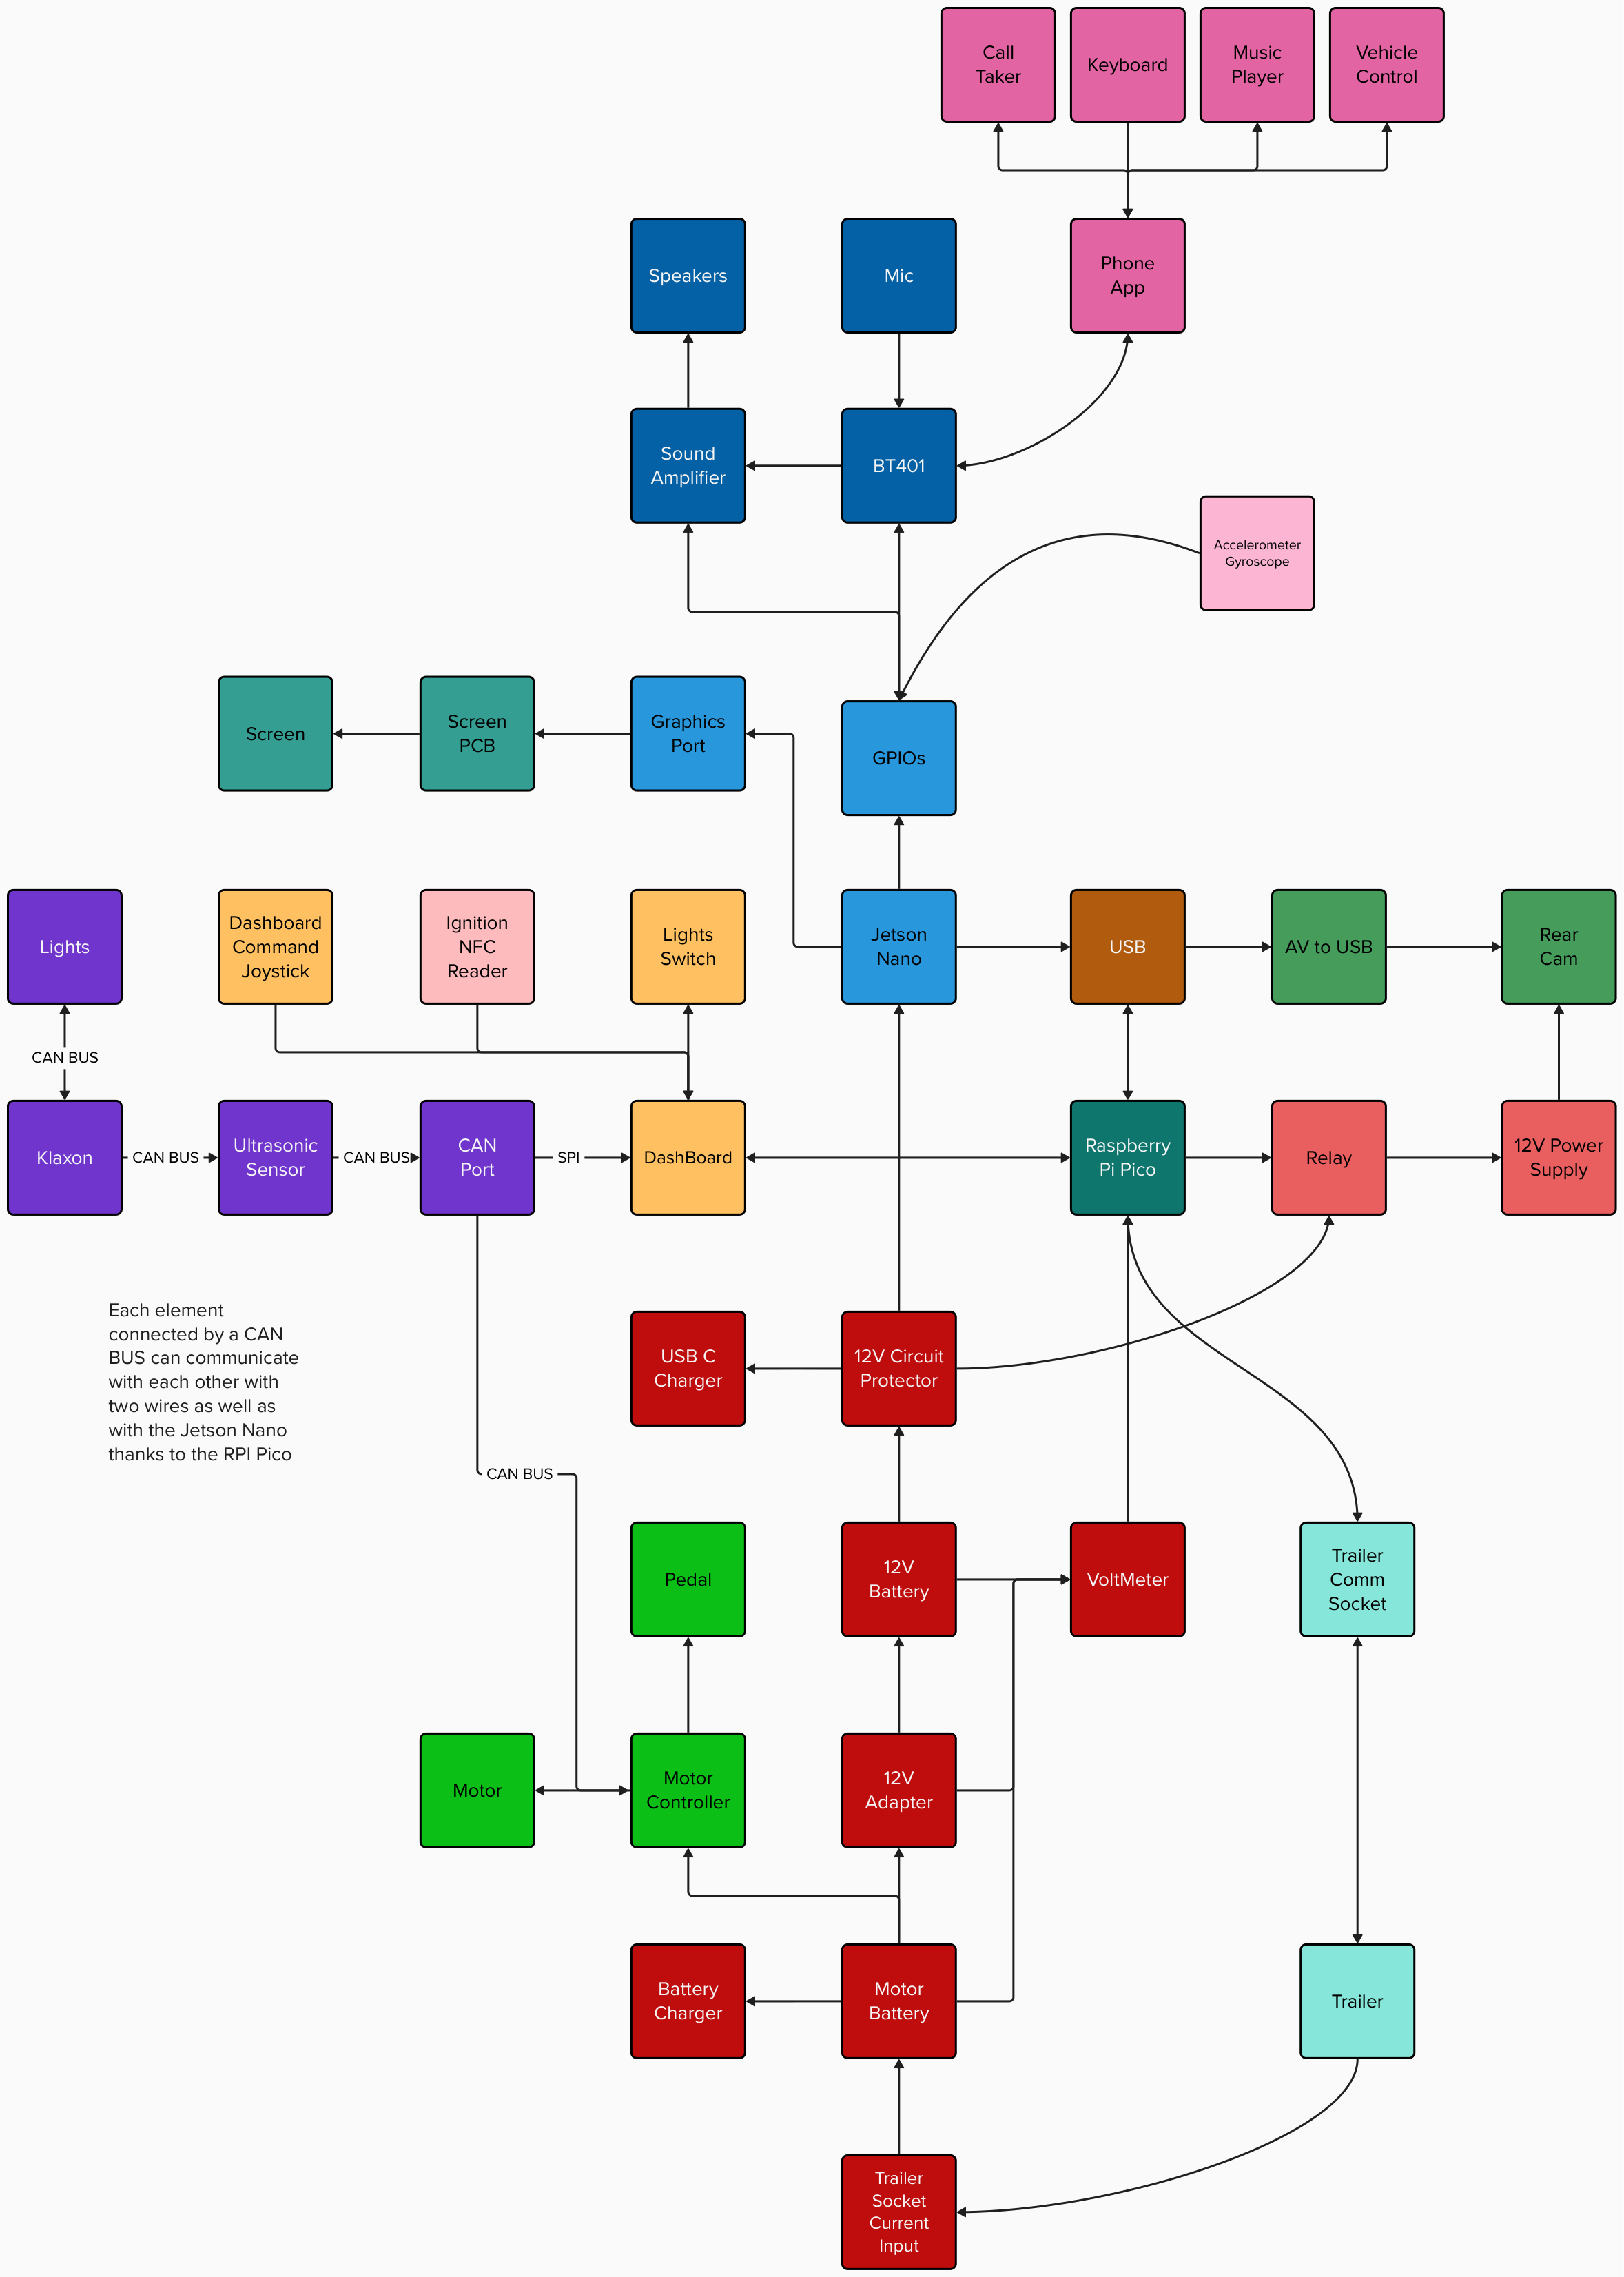 Call
Taker
Keyboard
Music
Player
Vehicle
Control
Speakers
Mic
Phone
App
Sound
Amplifier
BT401
Accelerometer
Gyroscope
Screen
Screen
PCB
Graphics
Port
GPIOs
Lights
Dashboard
Command
Joystick
Ignition
NFC
Reader
Lights
Switch
Jetson
Nano
USB
AV to USB
Rear
Cam
CAN BUS
Klaxon
CAN BUS
Ultrasonic
Sensor
CAN BUS
CAN
Port
SPI
DashBoard
Raspberry
Pi Pico
Relay
12V Power
Supply
Each element
connected by a CAN
BUS can communicate
with each other with
two wires as well as
with the Jetson Nano
thanks to the RPI Pico
USB C
Charger
12V Circuit
Protector
CAN BUS
Pedal
12V
Battery
VoltMeter
Trailer
Comm
Socket
Motor
Motor
Controller
12V
Adapter
Battery
Charger
Motor
Battery
Trailer
Trailer
Socket
Current
Input